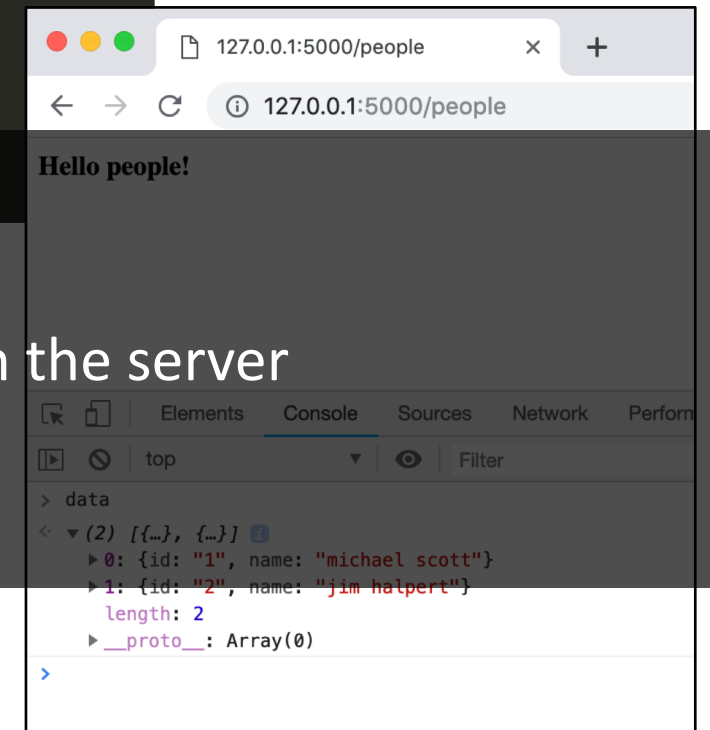 127.0.0.1:5000/people
127.0.0.1:5000/people
Hello people!
n the server
Elements Console Sources Network Perform
top Filter
> data
(2) [{…}, {…}] i
0: {id: "1", name: "michael scott"}
1: {id: "2", name: "jim halpert"}
length: 2
__proto__: Array(0)
>